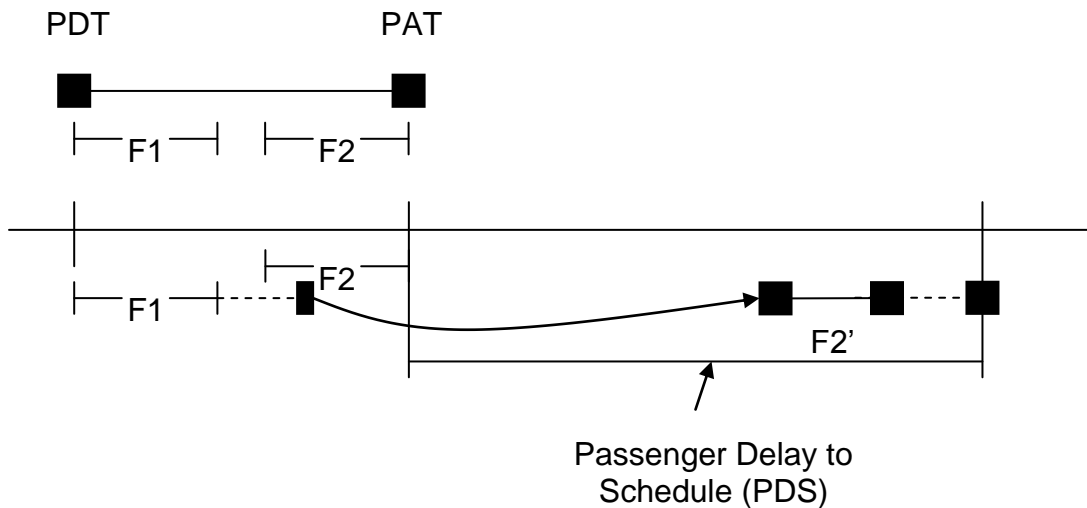 PDT PAT
F1 F2
F2
F1
F2’
Passenger Delay to
Schedule (PDS)